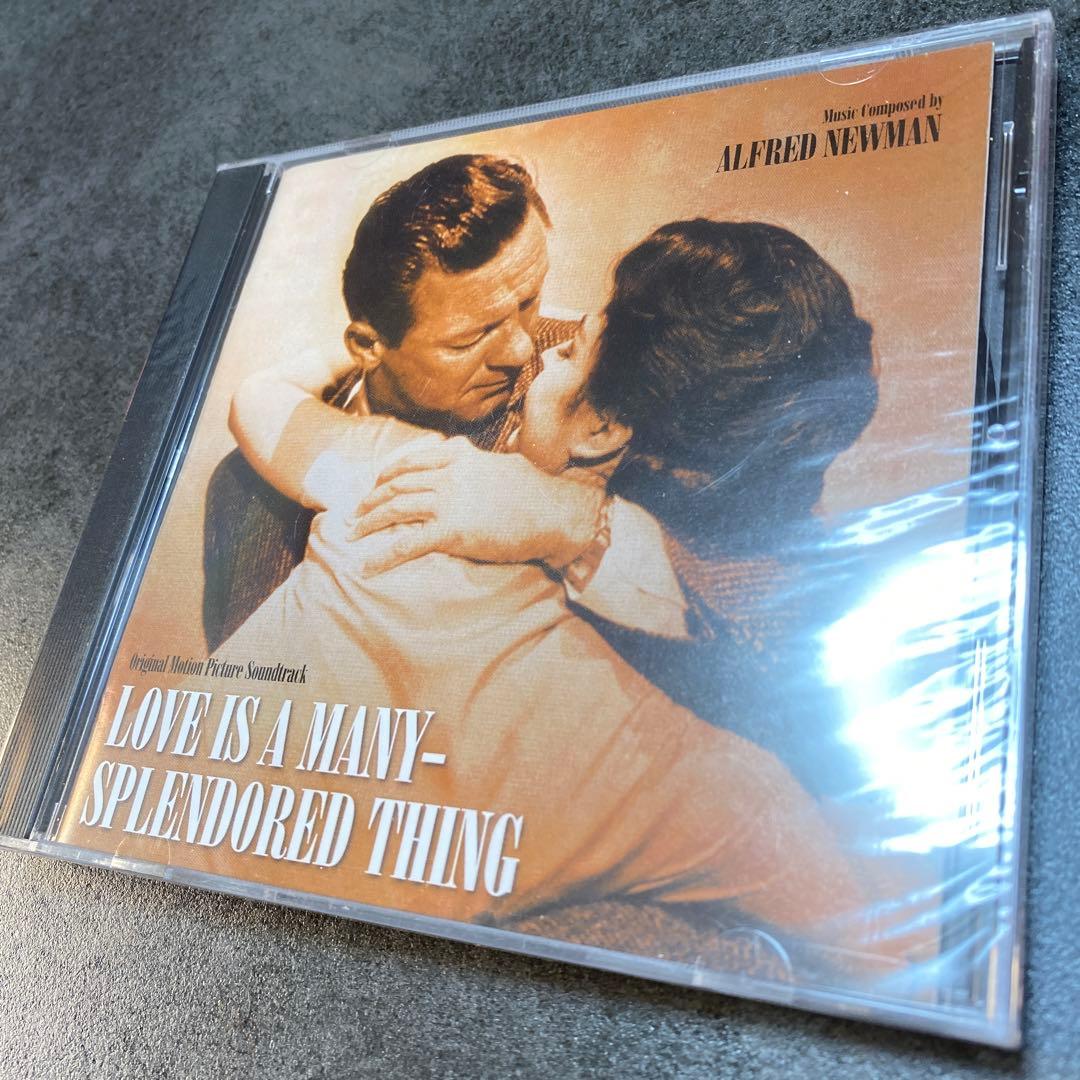 Music Composed by
ALFRED NEWMAN
Original Motion Picture Soundtrack
LOVE IS A MANY-
SPLENDORED THING